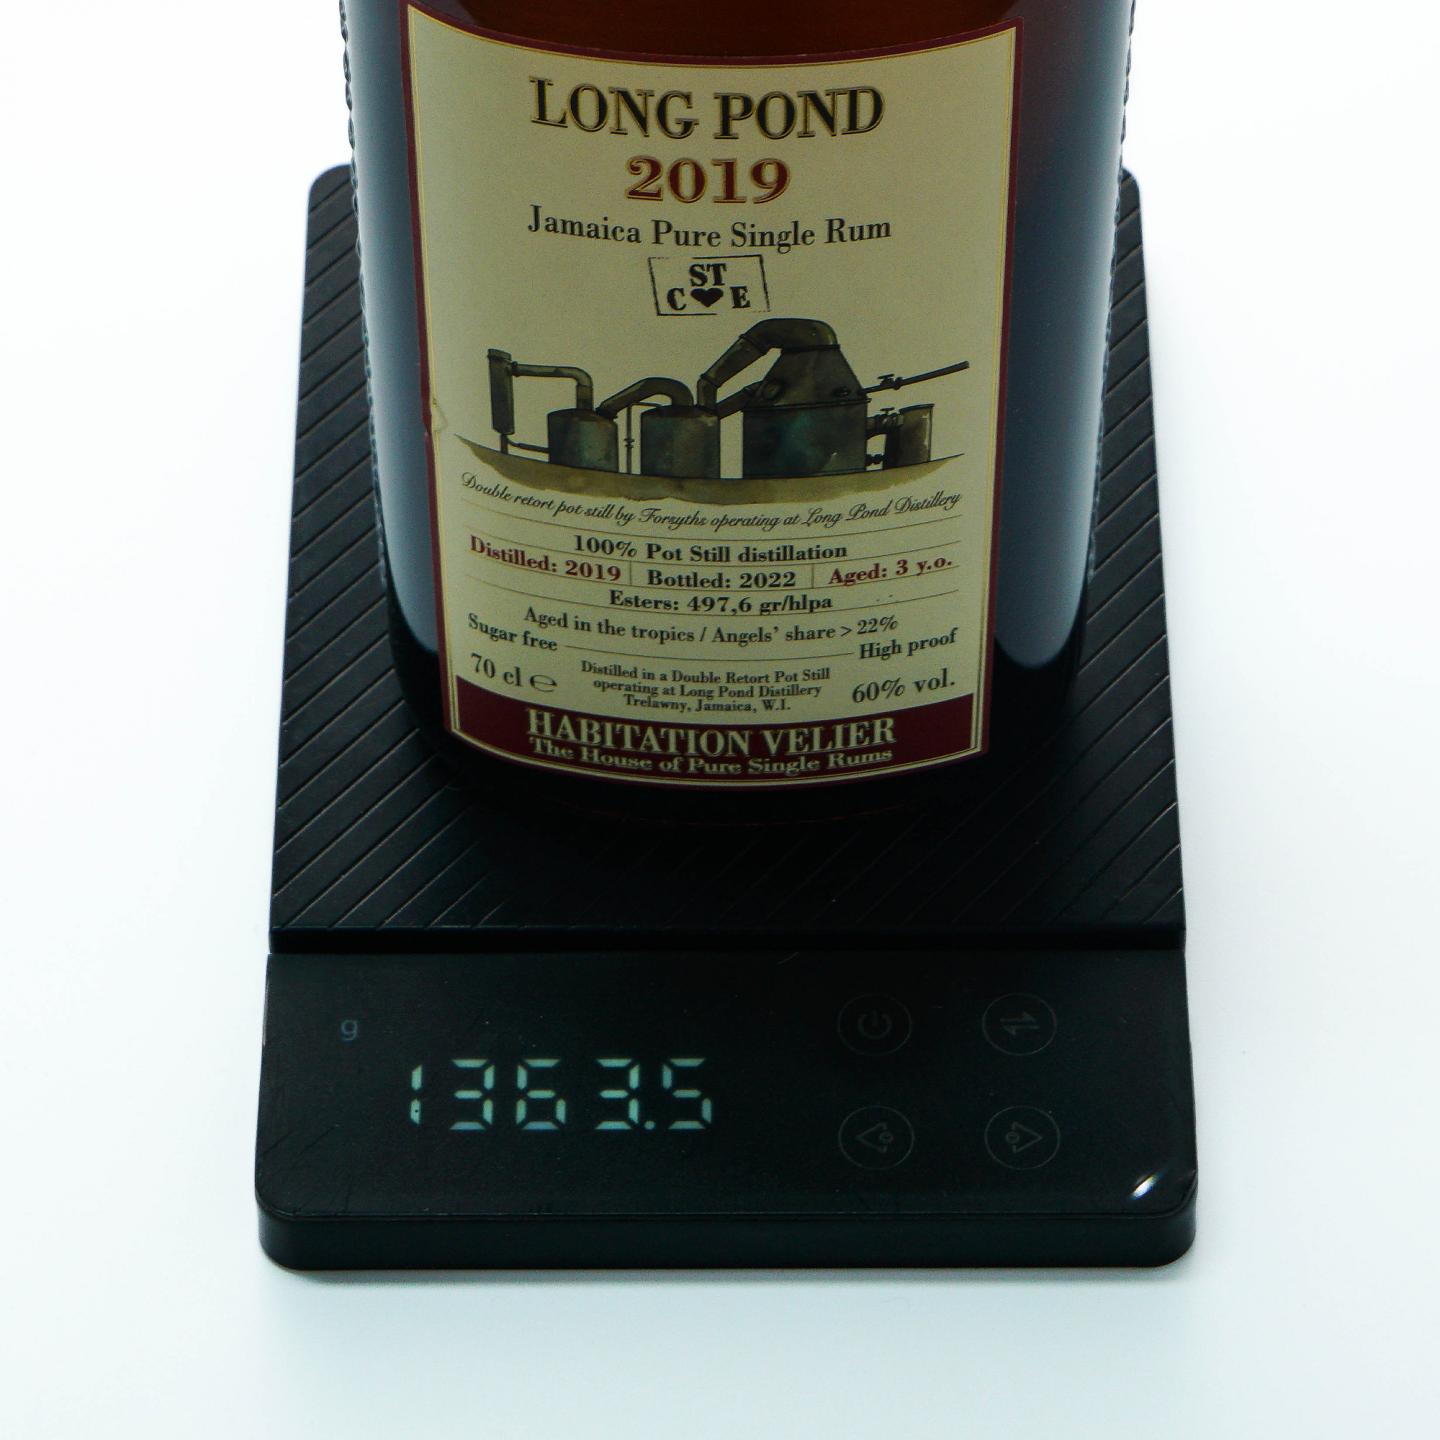 LONG POND
2019
Jamaica Pure Single Rum
ST
C♥E
Double retort pot still by Forsyths operating at Long Pond Distillery
100% Pot Still distillation
Distilled: 2019 | Bottled: 2022 | Aged: 3 y.o.
Esters: 497,6 gr/hlpa
Aged in the tropics / Angels' share > 22%
Sugar free High proof
70 cl ℮
Distilled in a Double Retort Pot Still
operating at Long Pond Distillery
Trelawny, Jamaica, W.I.
60% vol.
HABITATION VELIER
The House of Pure Single Rums
g
1363.5